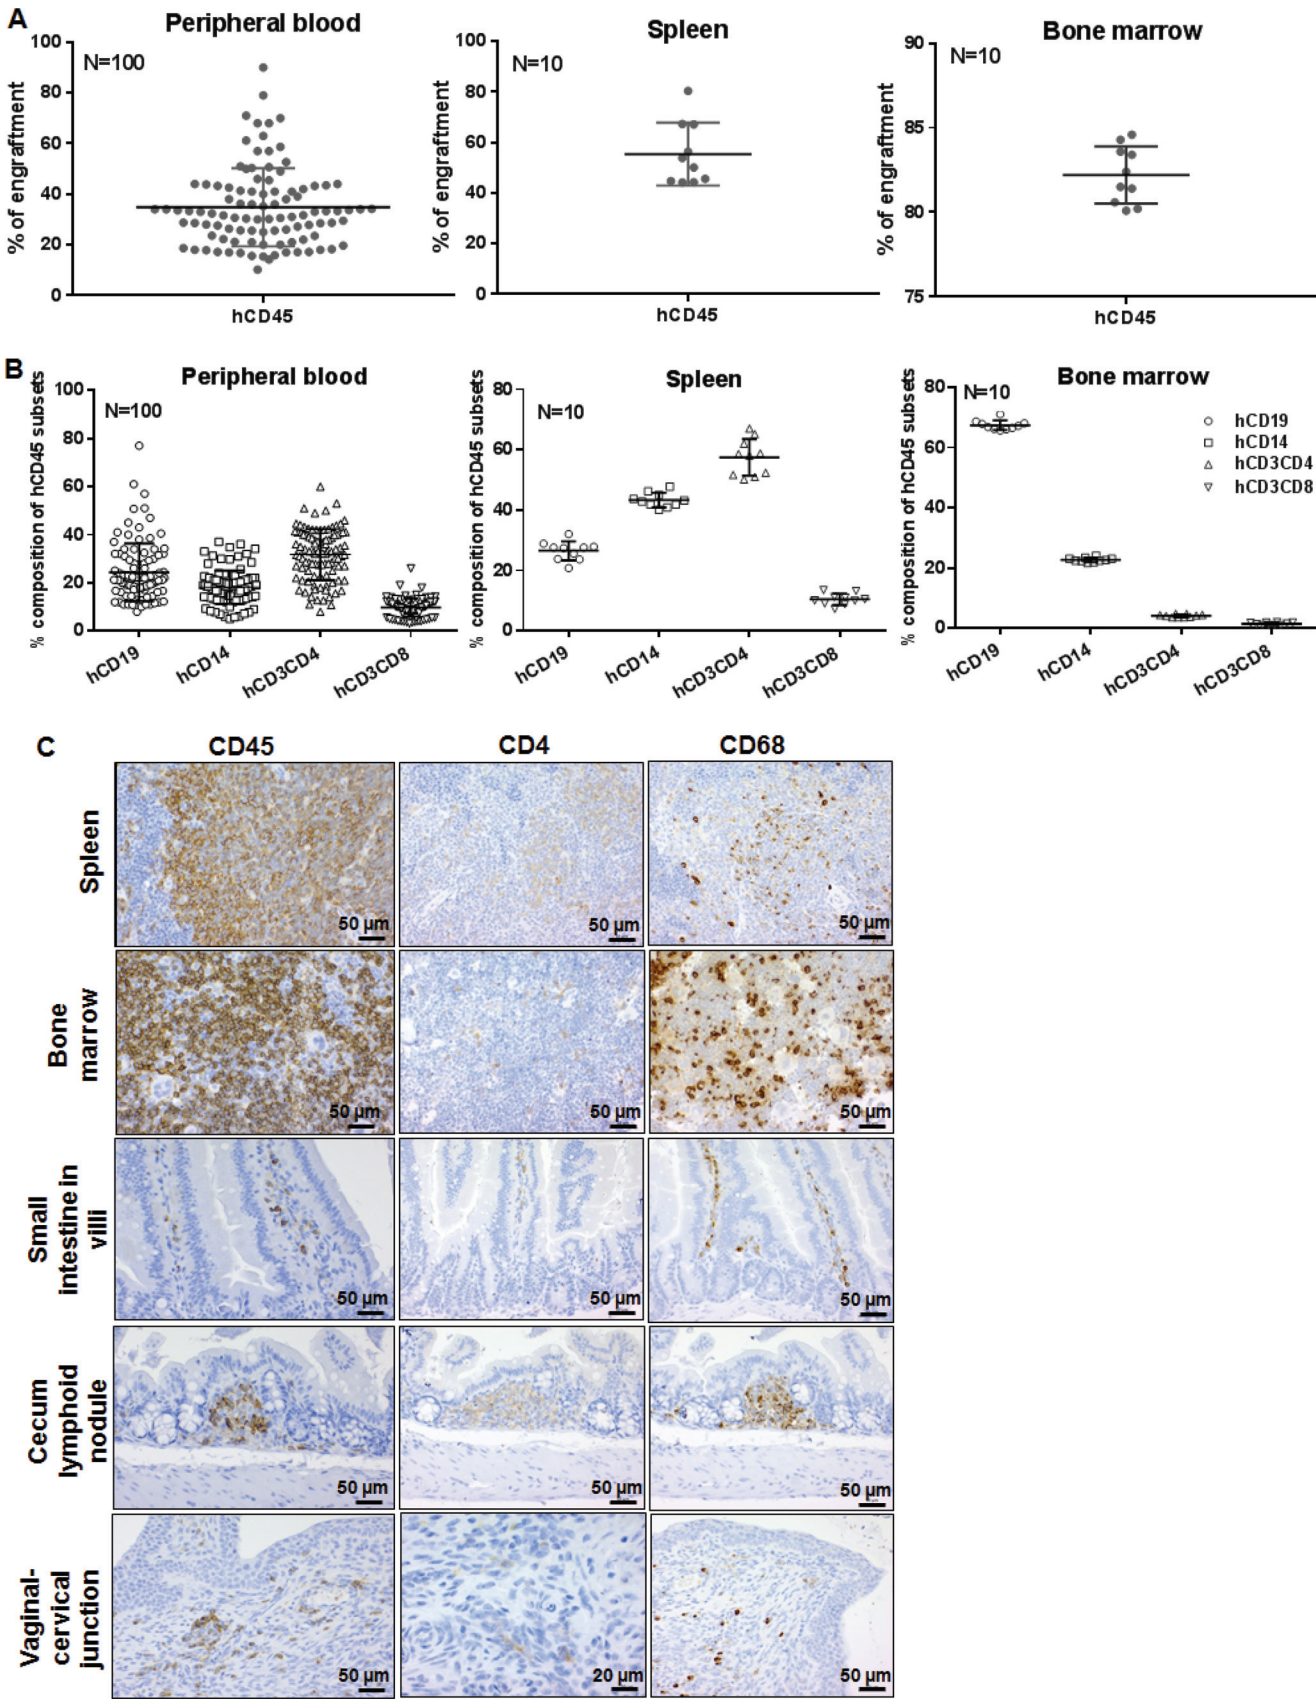 A
Peripheral blood
N=100
% of engraftment
100
80
60
40
20
0
hCD45
Spleen
N=10
% of engraftment
100
80
60
40
20
0
hCD45
Bone marrow
N=10
% of engraftment
90
85
80
75
hCD45
B
Peripheral blood
N=100
% composition of hCD45 subsets
100
80
60
40
20
0
hCD19
hCD14
hCD3CD4
hCD3CD8
Spleen
N=10
% composition of hCD45 subsets
80
60
40
20
0
hCD19
hCD14
hCD3CD4
hCD3CD8
Bone marrow
N=10
% composition of hCD45 subsets
80
60
40
20
0
hCD19
hCD14
hCD3CD4
hCD3CD8
hCD19
hCD14
hCD3CD4
hCD3CD8
C
CD45
CD4
CD68
Spleen
50 µm
50 µm
50 µm
Bone
marrow
50 µm
50 µm
50 µm
Small
intestine in
villi
50 µm
50 µm
50 µm
Cecum
lymphoid
nodule
50 µm
50 µm
50 µm
Vaginal-
cervical
junction
50 µm
20 µm
50 µm